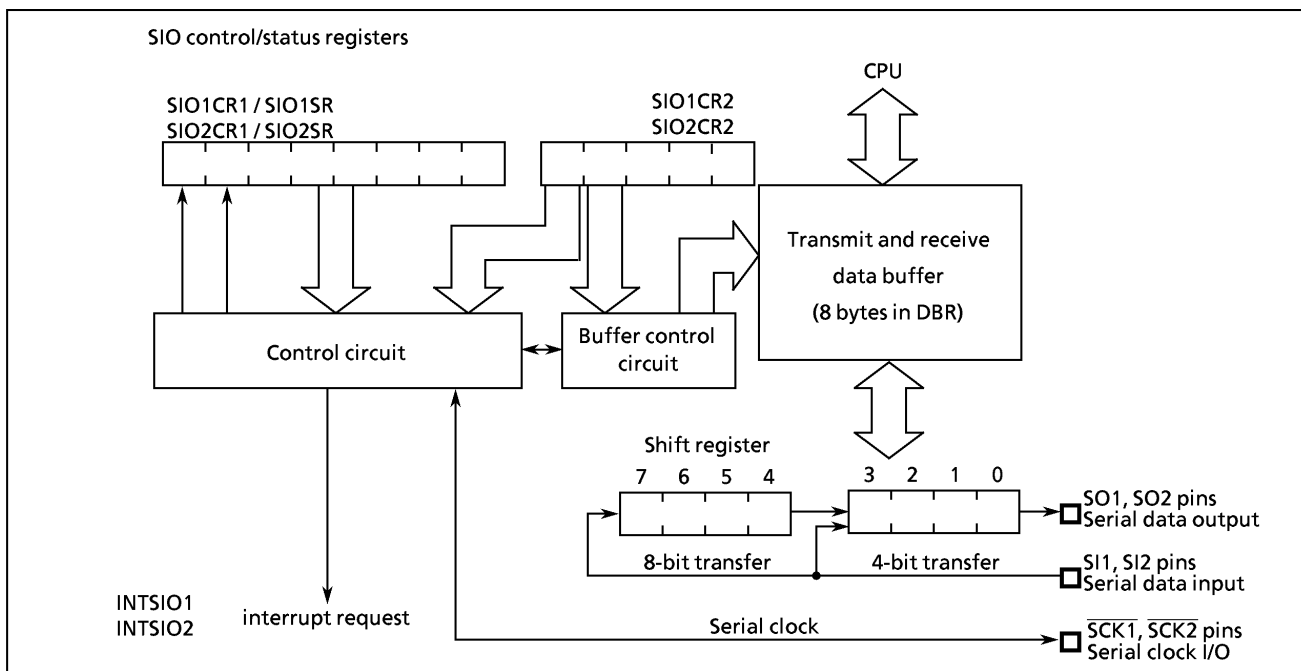 SIO control/status registers
CPU
SIO1CR1 / SIO1SR
SIO2CR1 / SIO2SR
SIO1CR2
SIO2CR2
Transmit and receive
data buffer
(8 bytes in DBR)
Control circuit
Buffer control
circuit
Shift register
7 6 5 4
3 2 1 0
SO1, SO2 pins
Serial data output
8-bit transfer
4-bit transfer
SI1, SI2 pins
Serial data input
INTSIO1
INTSIO2
interrupt request
Serial clock
S̅C̅K̅1̅, S̅C̅K̅2̅ pins
Serial clock I/O